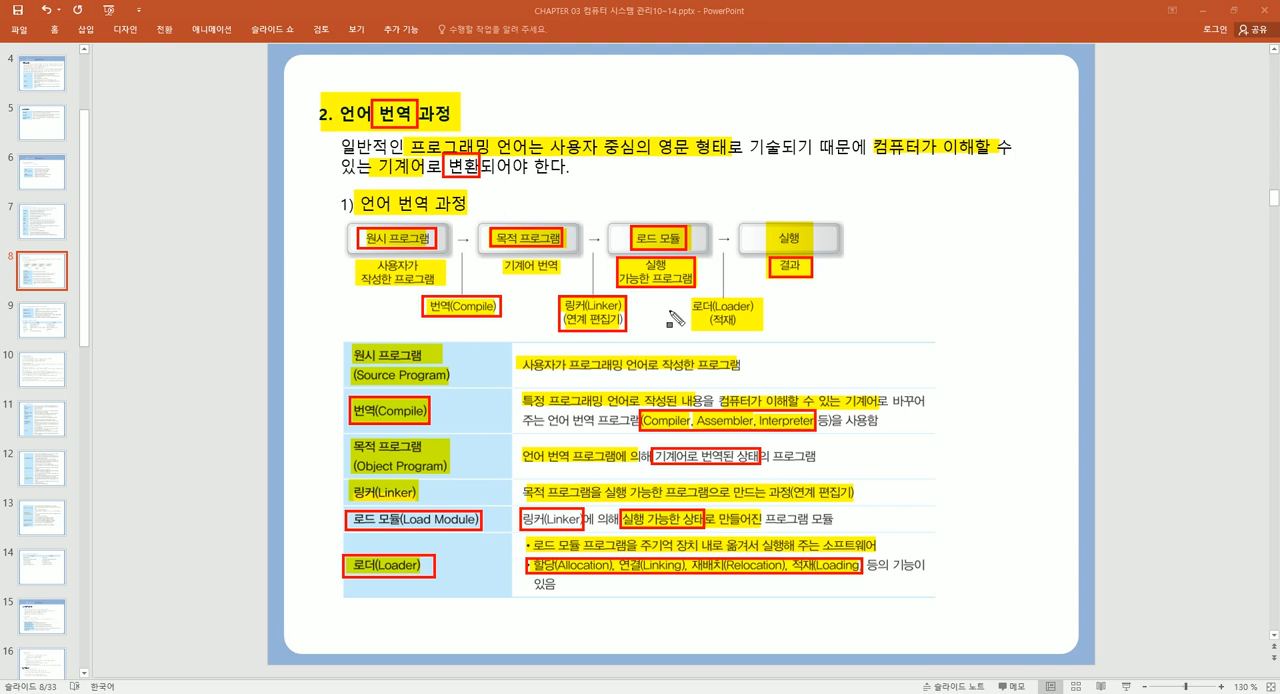 CHAPTER 03 컴퓨터 시스템 관리10~14.pptx - PowerPoint
파일 홈 삽입 디자인 전환 애니메이션 슬라이드 쇼 검토 보기 추가 기능 수행할 작업을 알려 주세요. 로그인 공유
4
5
6
7
8
9
10
11
12
13
14
15
16
2. 언어 번역 과정
일반적인 프로그래밍 언어는 사용자 중심의 영문 형태로 기술되기 때문에 컴퓨터가 이해할 수
있는 기계어로 변환되어야 한다.
1) 언어 번역 과정
원시 프로그램 → 목적 프로그램 → 로드 모듈 → 실행
사용자가
작성한 프로그램
기계어 번역
실행
가능한 프로그램
결과
번역(Compile)
링커(Linker)
(연계 편집기)
로더(Loader)
(적재)
원시 프로그램
(Source Program)
사용자가 프로그래밍 언어로 작성한 프로그램
번역(Compile)
특정 프로그래밍 언어로 작성된 내용을 컴퓨터가 이해할 수 있는 기계어로 바꾸어
주는 언어 번역 프로그램(Compiler, Assembler, Interpreter 등)을 사용함
목적 프로그램
(Object Program)
언어 번역 프로그램에 의해 기계어로 번역된 상태의 프로그램
링커(Linker)
목적 프로그램을 실행 가능한 프로그램으로 만드는 과정(연계 편집기)
로드 모듈(Load Module)
링커(Linker)에 의해 실행 가능한 상태로 만들어진 프로그램 모듈
로더(Loader)
• 로드 모듈 프로그램을 주기억 장치 내로 옮겨서 실행해 주는 소프트웨어
• 할당(Allocation), 연결(Linking), 재배치(Relocation), 적재(Loading 등의 기능이
있음
슬라이드 8/33 한국어 슬라이드 노트 메모 130 %